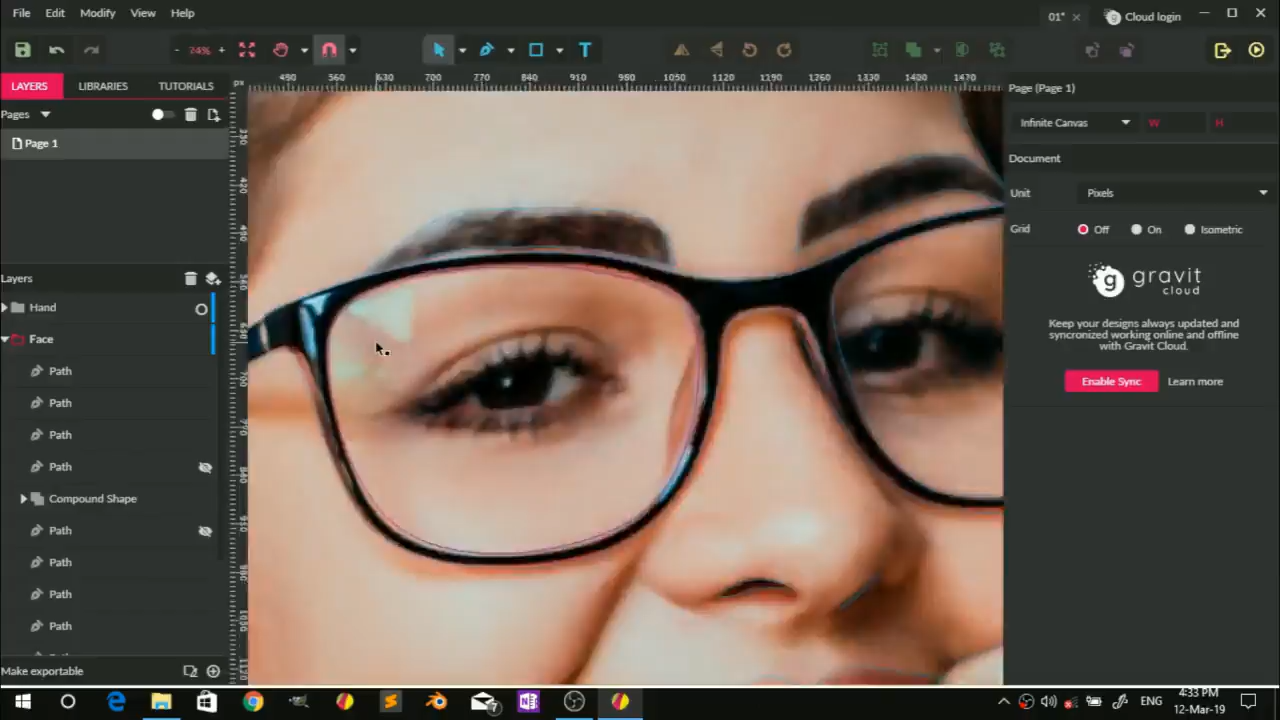 File Edit Modify View Help
01* Cloud login
- 74% +
T
LAYERS LIBRARIES TUTORIALS
px 490 560 630 700 770 840 910 980 1050 1120 1190 1260 1330 1400 1470
Pages
Page 1
Layers
Hand
Face
Path
Path
Path
Path
Compound Shape
Path
Path
Path
Path
Make exportable
Page (Page 1)
Infinite Canvas W H
Document
Unit Pixels
Grid Off On Isometric
g gravit
cloud
Keep your designs always updated and
syncronized working online and offline
with Gravit Cloud.
Enable Sync Learn more
7 ENG 4:33 PM
12-Mar-19